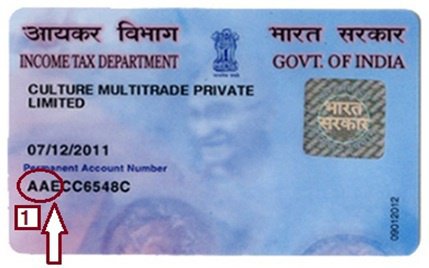 आयकर विभाग
INCOME TAX DEPARTMENT
भारत सरकार
GOVT. OF INDIA
CULTURE MULTITRADE PRIVATE
LIMITED
भारत
सरकार
07/12/2011
Permanent Account Number
AAECC6548C
1
09012012